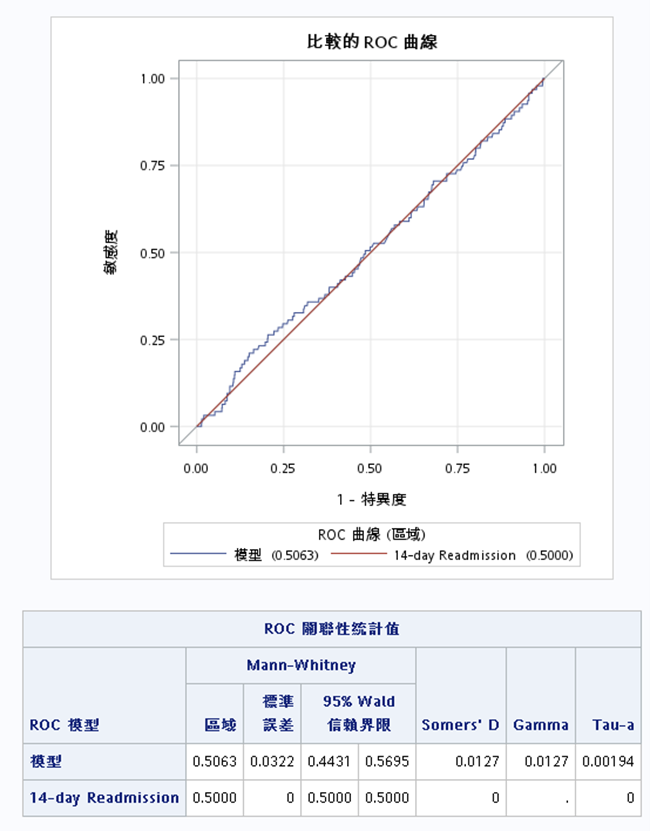 比較的 ROC 曲線
敏感度
1.00
0.75
0.50
0.25
0.00
0.00 0.25 0.50 0.75 1.00
1 - 特異度
ROC 曲線 (區域)
模型 (0.5063) 14-day Readmission (0.5000)
ROC 關聯性統計值
ROC 模型 Mann-Whitney Somers' D Gamma Tau-a
區域 標準誤差 95% Wald 信賴界限
模型 0.5063 0.0322 0.4431 0.5695 0.0127 0.0127 0.00194
14-day Readmission 0.5000 0 0.5000 0.5000 0 . 0